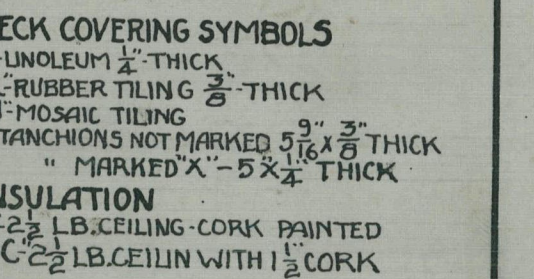 ECK COVERING SYMBOLS
-LINOLEUM 1/4"-THICK
"-RUBBER TILING 3/8"-THICK
"-MOSAIC TILING
TANCHIONS NOT MARKED 5 9/16" X 3/8" THICK
" MARKED "X"-5" X 1/4" THICK
NSULATION
-2 1/2 LB.CEILING-CORK PAINTED
C-2 1/2 LB.CEILIN WITH 1 1/2" CORK